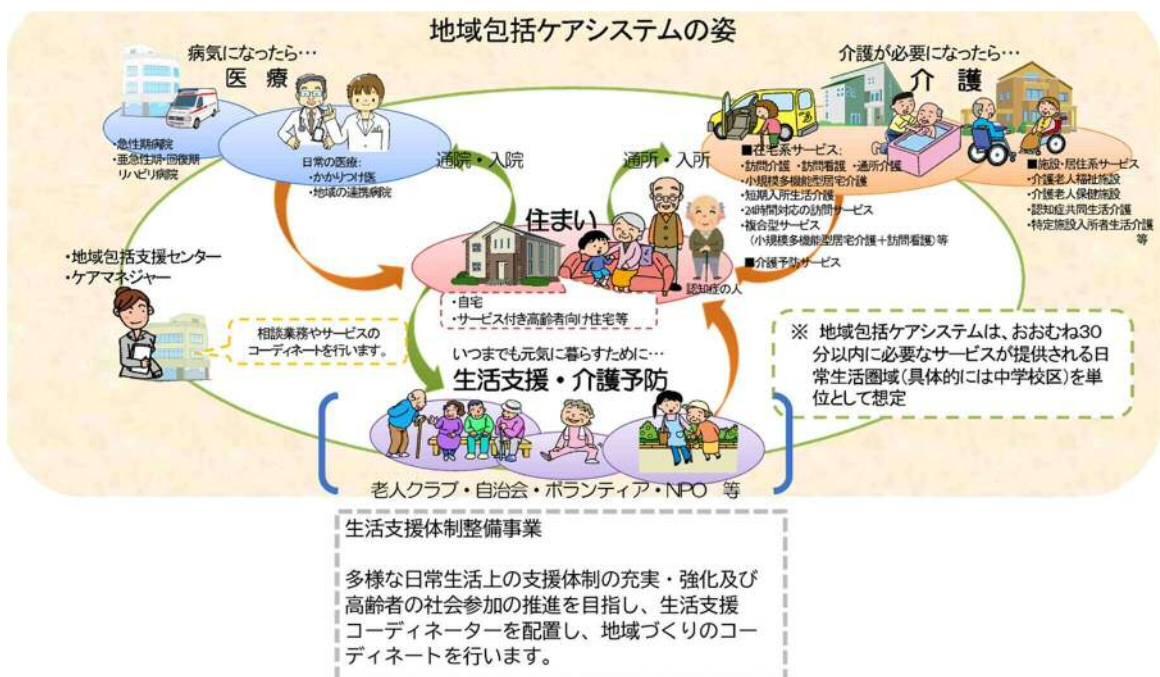 地域包括ケアシステムの姿
病気になったら…
医 療
・急性期病院
・亜急性期・回復期
リハビリ病院
日常の医療:
・かかりつけ医
・地域の連携病院
通院・入院
通所・入所
介護が必要になったら…
介 護
■在宅系サービス:
・訪問介護 ・訪問看護 ・通所介護
・小規模多機能型居宅介護
・短期入所生活介護
・24時間対応の訪問サービス
・複合型サービス
(小規模多機能型居宅介護+訪問看護)等
■介護予防サービス
■施設・居住系サービス
・介護老人福祉施設
・介護老人保健施設
・認知症共同生活介護
・特定施設入所者生活介護
等
住まい
認知症の人
・自宅
・サービス付き高齢者向け住宅等
・地域包括支援センター
・ケアマネジャー
相談業務やサービスの
コーディネートを行います。
※ 地域包括ケアシステムは、おおむね30
分以内に必要なサービスが提供される日
常生活圏域(具体的には中学校区)を単
位として想定
いつまでも元気に暮らすために…
生活支援・介護予防
老人クラブ・自治会・ボランティア・NPO 等
生活支援体制整備事業
多様な日常生活上の支援体制の充実・強化及び
高齢者の社会参加の推進を目指し、生活支援
コーディネーターを配置し、地域づくりのコー
ディネートを行います。